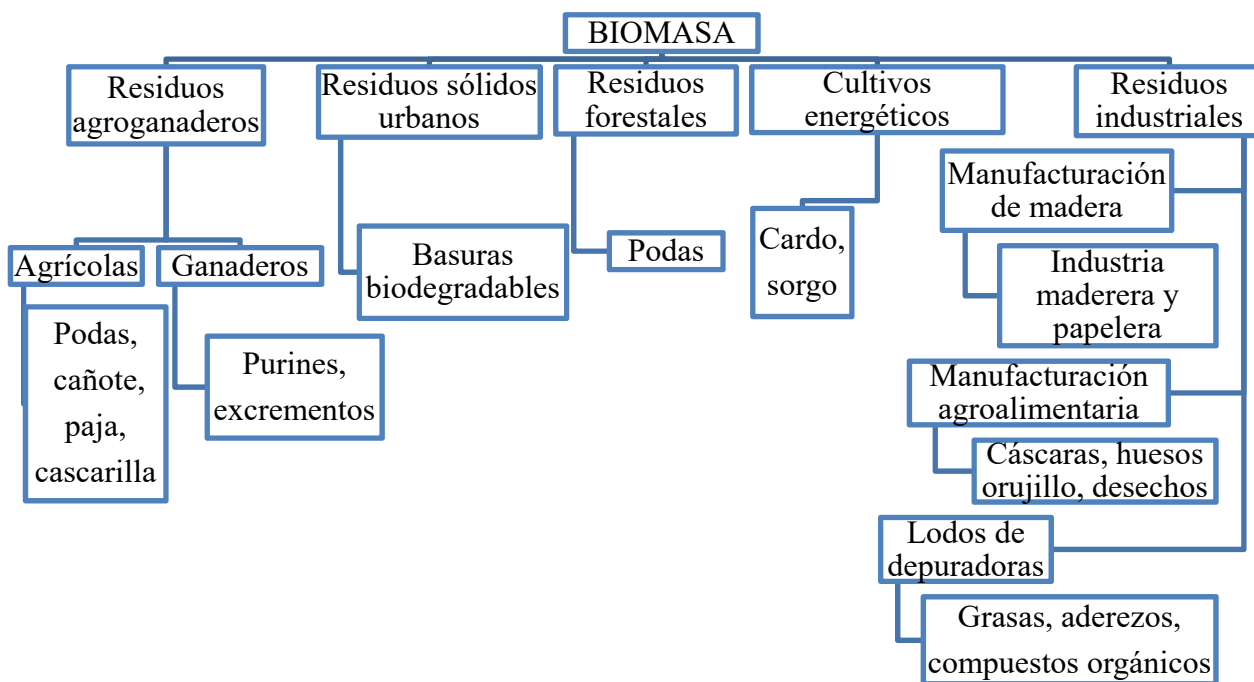 BIOMASA
Residuos
agroganaderos
Residuos sólidos
urbanos
Residuos
forestales
Cultivos
energéticos
Residuos
industriales
Agrícolas
Podas,
cañote,
paja,
cascarilla
Ganaderos
Purines,
excrementos
Basuras
biodegradables
Podas
Cardo,
sorgo
Manufacturación
de madera
Industria
maderera y
papelera
Manufacturación
agroalimentaria
Cáscaras, huesos
orujillo, desechos
Lodos de
depuradoras
Grasas, aderezos,
compuestos orgánicos